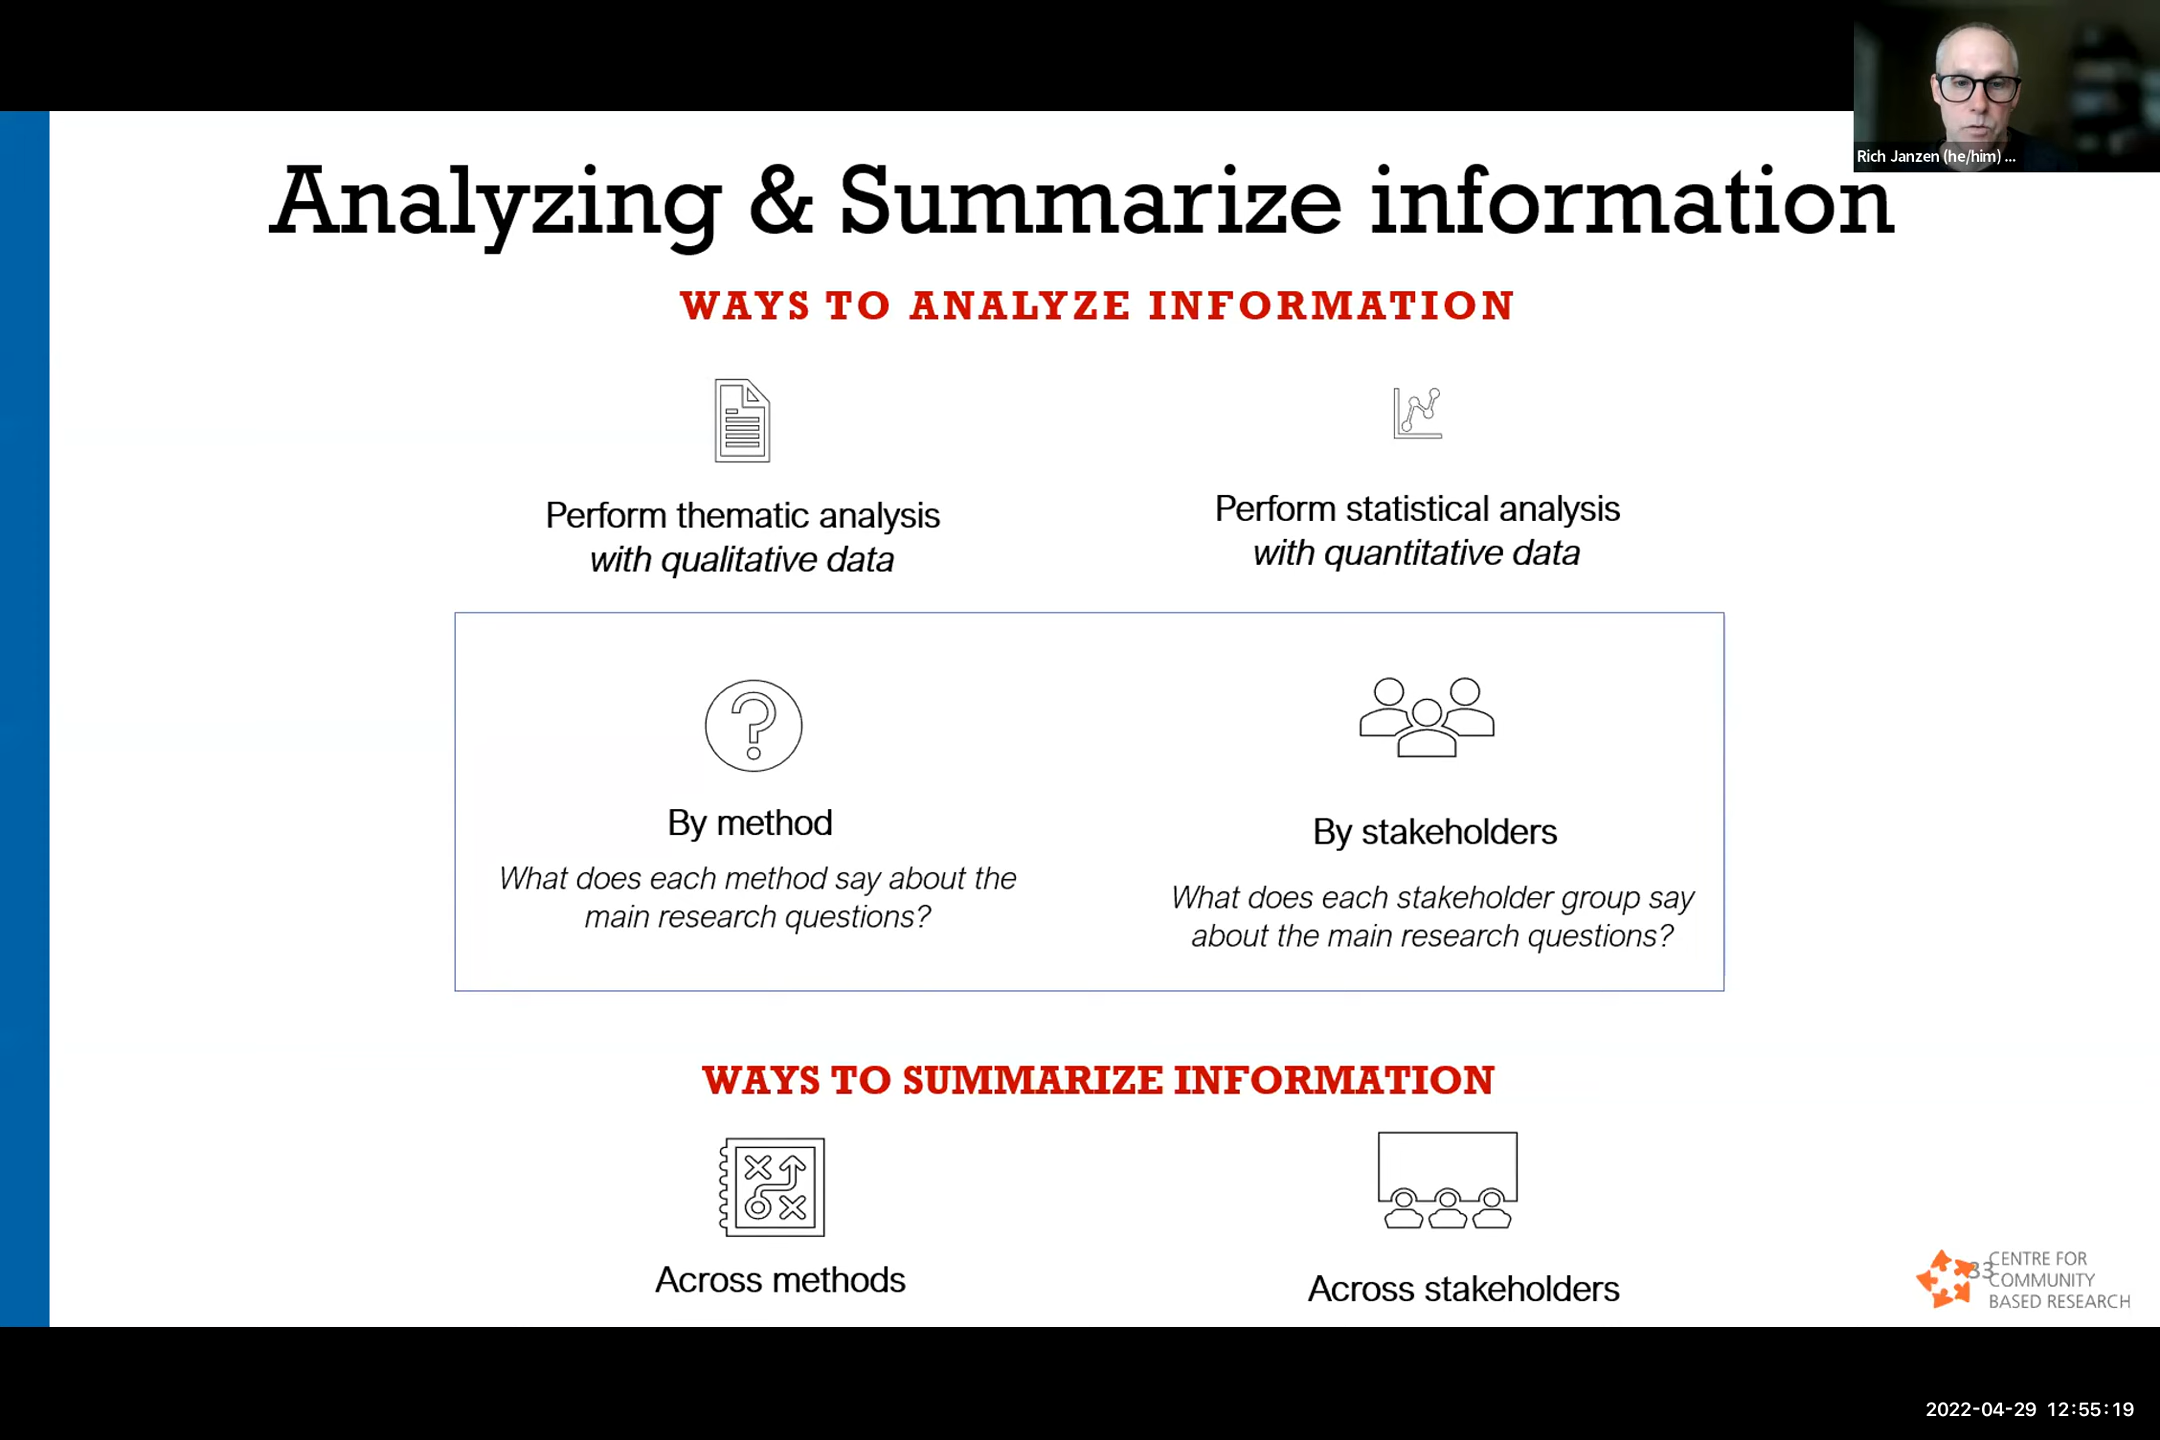 Rich Janzen (he/him) ...
Analyzing & Summarize information
WAYS TO ANALYZE INFORMATION
Perform thematic analysis
with qualitative data
Perform statistical analysis
with quantitative data
By method
What does each method say about the
main research questions?
By stakeholders
What does each stakeholder group say
about the main research questions?
WAYS TO SUMMARIZE INFORMATION
Across methods
Across stakeholders
33
CENTRE FOR
COMMUNITY
BASED RESEARCH
2022-04-29 12:55:19